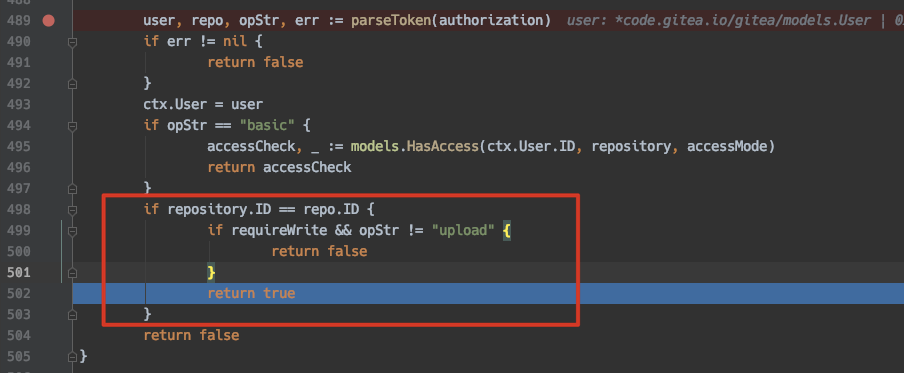 489 user, repo, opStr, err := parseToken(authorization) user: *code.gitea.io/gitea/models.User | 0
490 if err != nil {
491 return false
492 }
493 ctx.User = user
494 if opStr == "basic" {
495 accessCheck, _ := models.HasAccess(ctx.User.ID, repository, accessMode)
496 return accessCheck
497 }
498 if repository.ID == repo.ID {
499 if requireWrite && opStr != "upload" {
500 return false
501 }
502 return true
503 }
504 return false
505 }